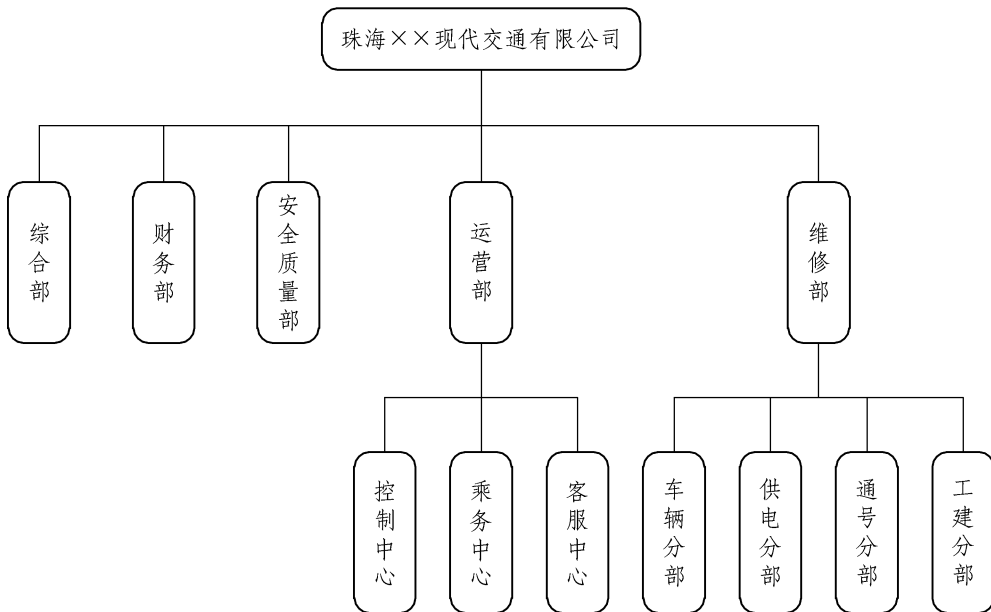 珠海××现代交通有限公司
综合部
财务部
安全质量部
运营部
维修部
控制中心
乘务中心
客服中心
车辆分部
供电分部
通号分部
工建分部